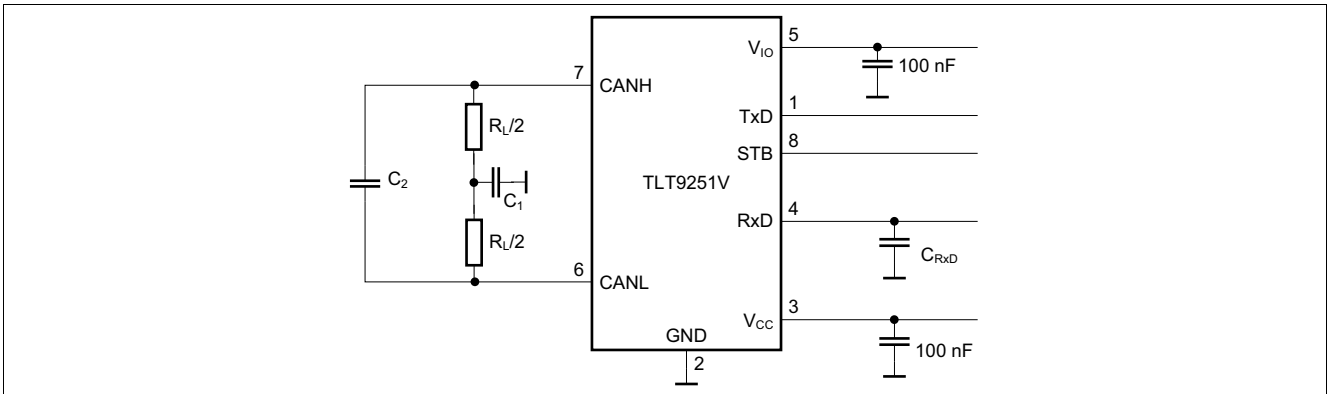 5
V_IO
100 nF
7
CANH
1
TxD
R_L/2
8
STB
C_2
TLT9251V
C_1
4
RxD
R_L/2
C_RxD
6
CANL
3
V_CC
GND
100 nF
2